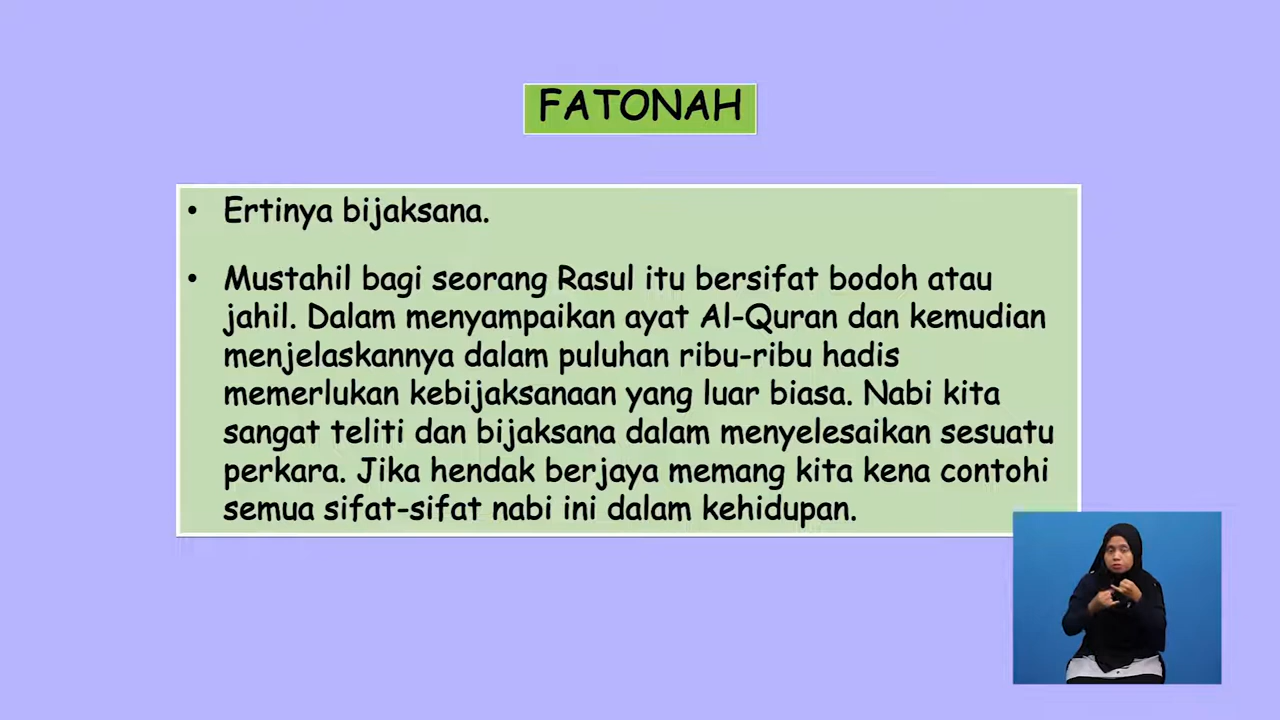 FATONAH
• Ertinya bijaksana.
• Mustahil bagi seorang Rasul itu bersifat bodoh atau
jahil. Dalam menyampaikan ayat Al-Quran dan kemudian
menjelaskannya dalam puluhan ribu-ribu hadis
memerlukan kebijaksanaan yang luar biasa. Nabi kita
sangat teliti dan bijaksana dalam menyelesaikan sesuatu
perkara. Jika hendak berjaya memang kita kena contohi
semua sifat-sifat nabi ini dalam kehidupan.